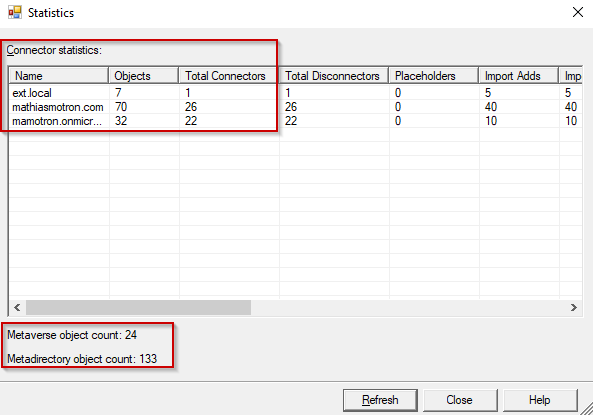 Statistics
Connector statistics:
Name Objects Total Connectors Total Disconnectors Placeholders Import Adds Imp
ext.local 7 1 1 0 5 5
mathiasmotron.com 70 26 26 0 40 40
mamotron.onmicr... 32 22 22 0 10 10
Metaverse object count: 24
Metadirectory object count: 133
Refresh Close Help